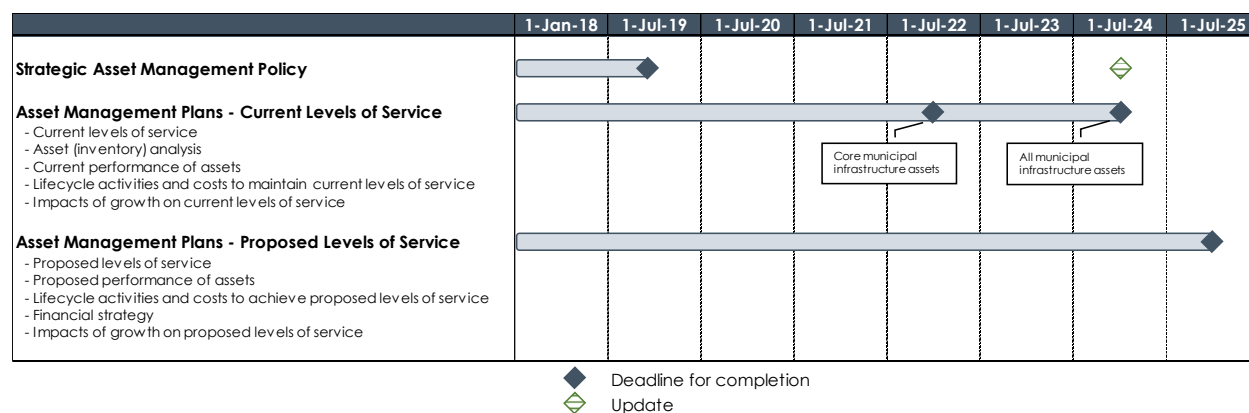 1-Jan-18 1-Jul-19 1-Jul-20 1-Jul-21 1-Jul-22 1-Jul-23 1-Jul-24 1-Jul-25
Strategic Asset Management Policy
Asset Management Plans - Current Levels of Service
- Current levels of service
- Asset (inventory) analysis
- Current performance of assets
- Lifecycle activities and costs to maintain current levels of service
- Impacts of growth on current levels of service
Core municipal
infrastructure assets
All municipal
infrastructure assets
Asset Management Plans - Proposed Levels of Service
- Proposed levels of service
- Proposed performance of assets
- Lifecycle activities and costs to achieve proposed levels of service
- Financial strategy
- Impacts of growth on proposed levels of service
Deadline for completion
Update